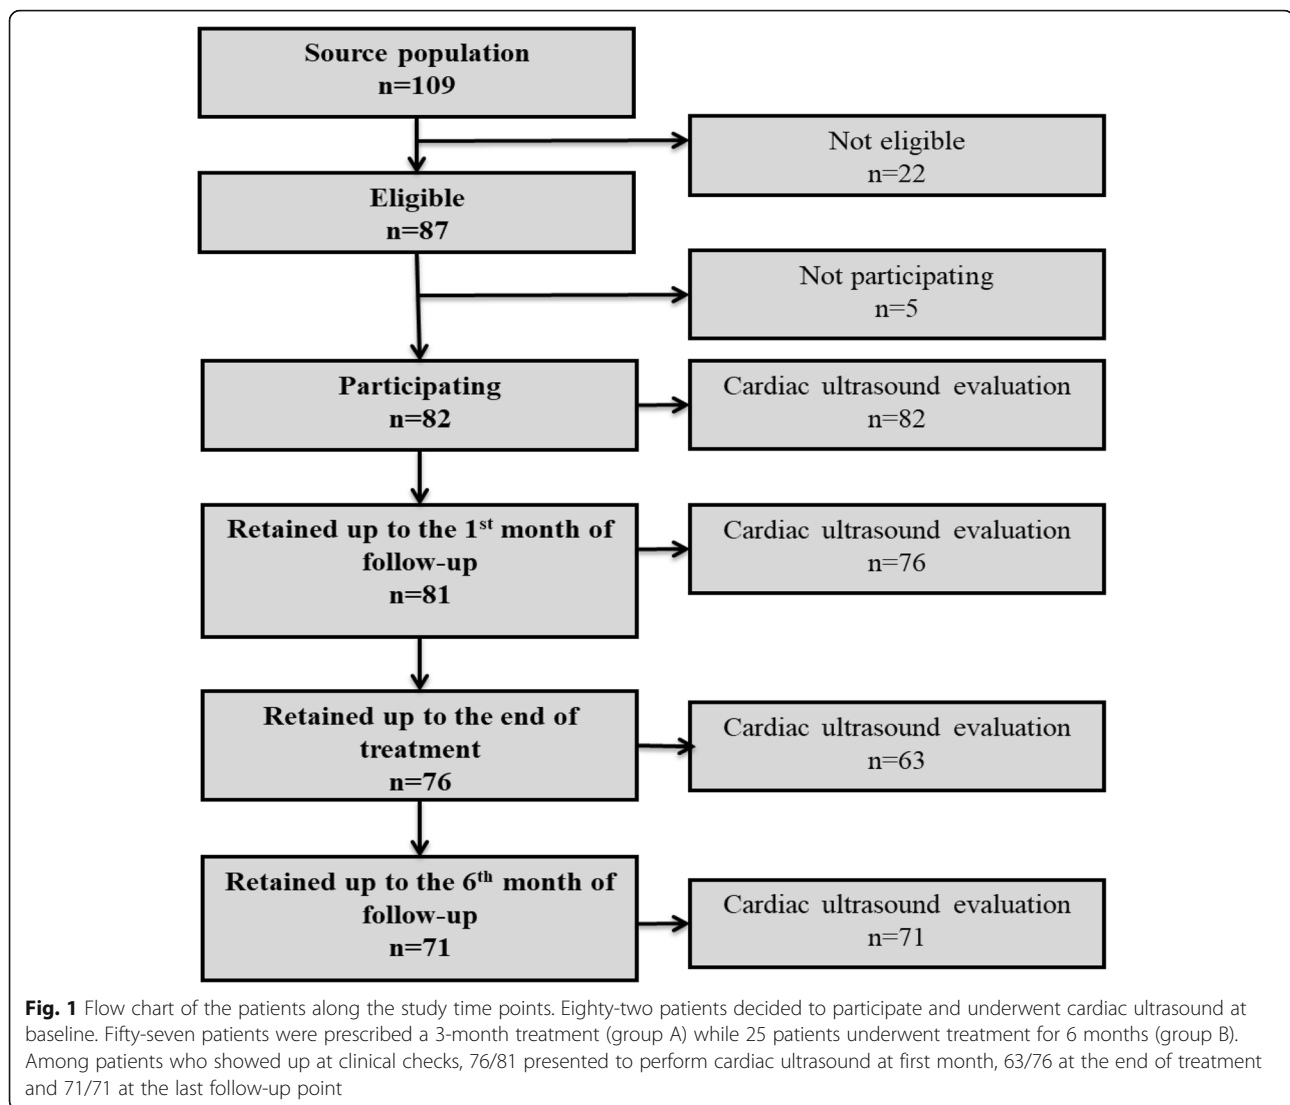 Source population
n=109
Not eligible
n=22
Eligible
n=87
Not participating
n=5
Participating
n=82
Cardiac ultrasound evaluation
n=82
Retained up to the 1st month of
follow-up
n=81
Cardiac ultrasound evaluation
n=76
Retained up to the end of
treatment
n=76
Cardiac ultrasound evaluation
n=63
Retained up to the 6th month of
follow-up
n=71
Cardiac ultrasound evaluation
n=71
Fig. 1 Flow chart of the patients along the study time points. Eighty-two patients decided to participate and underwent cardiac ultrasound at
baseline. Fifty-seven patients were prescribed a 3-month treatment (group A) while 25 patients underwent treatment for 6 months (group B).
Among patients who showed up at clinical checks, 76/81 presented to perform cardiac ultrasound at first month, 63/76 at the end of treatment
and 71/71 at the last follow-up point